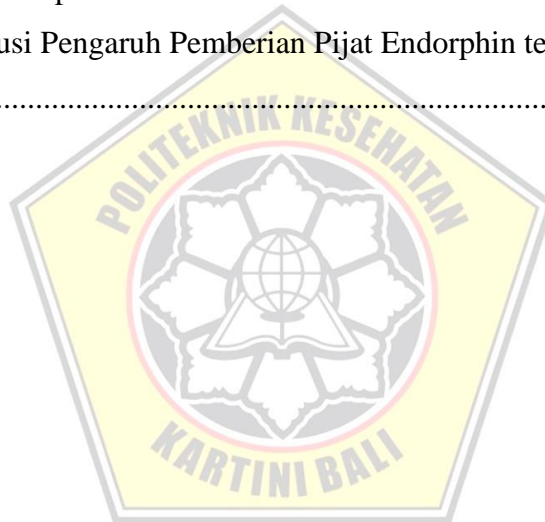 usi Pengaruh Pemberian Pijat Endorphin te
......................................................................
POLITEKNIK KESEHATAN
KARTINI BALI